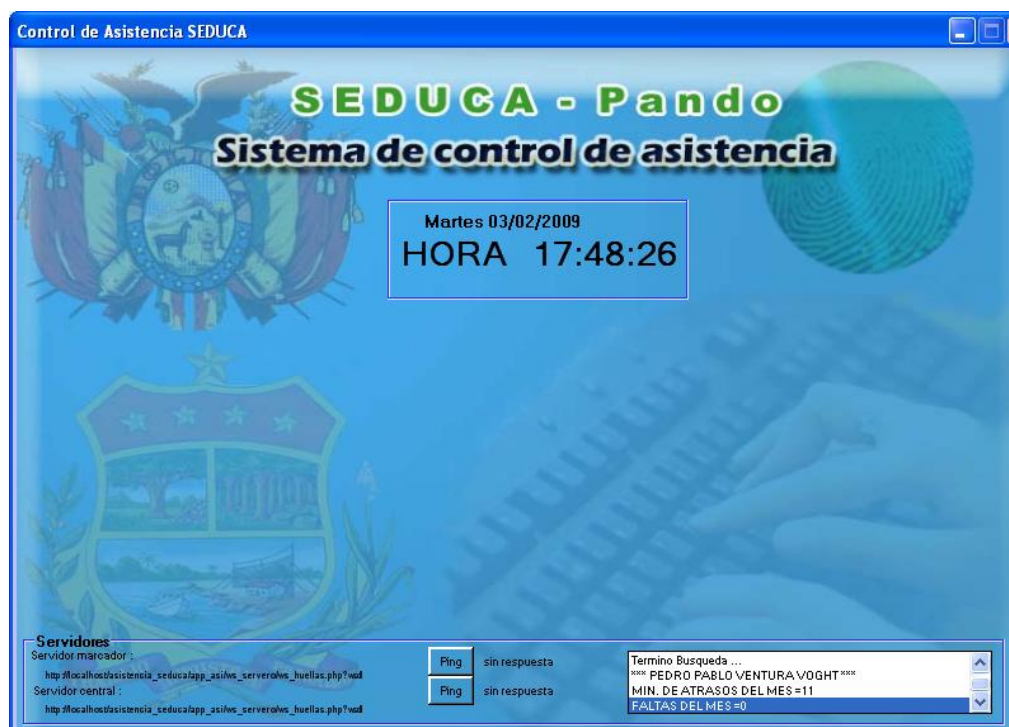 Control de Asistencia SEDUCA
SEDUCA - Pando
Sistema de control de asistencia
Martes 03/02/2009
HORA 17:48:26
Servidores
Servidor marcador :
http://localhost/asistencia_seduca/app_asi/ws_servero/ws_huellas.php?wsdl
Ping
sin respuesta
Servidor central :
http://localhost/asistencia_seduca/app_asi/ws_servero/ws_huellas.php?wsdl
Ping
sin respuesta
Termino Busqueda ...
*** PEDRO PABLO VENTURA VOGHT ***
MIN. DE ATRASOS DEL MES =11
FALTAS DEL MES =0